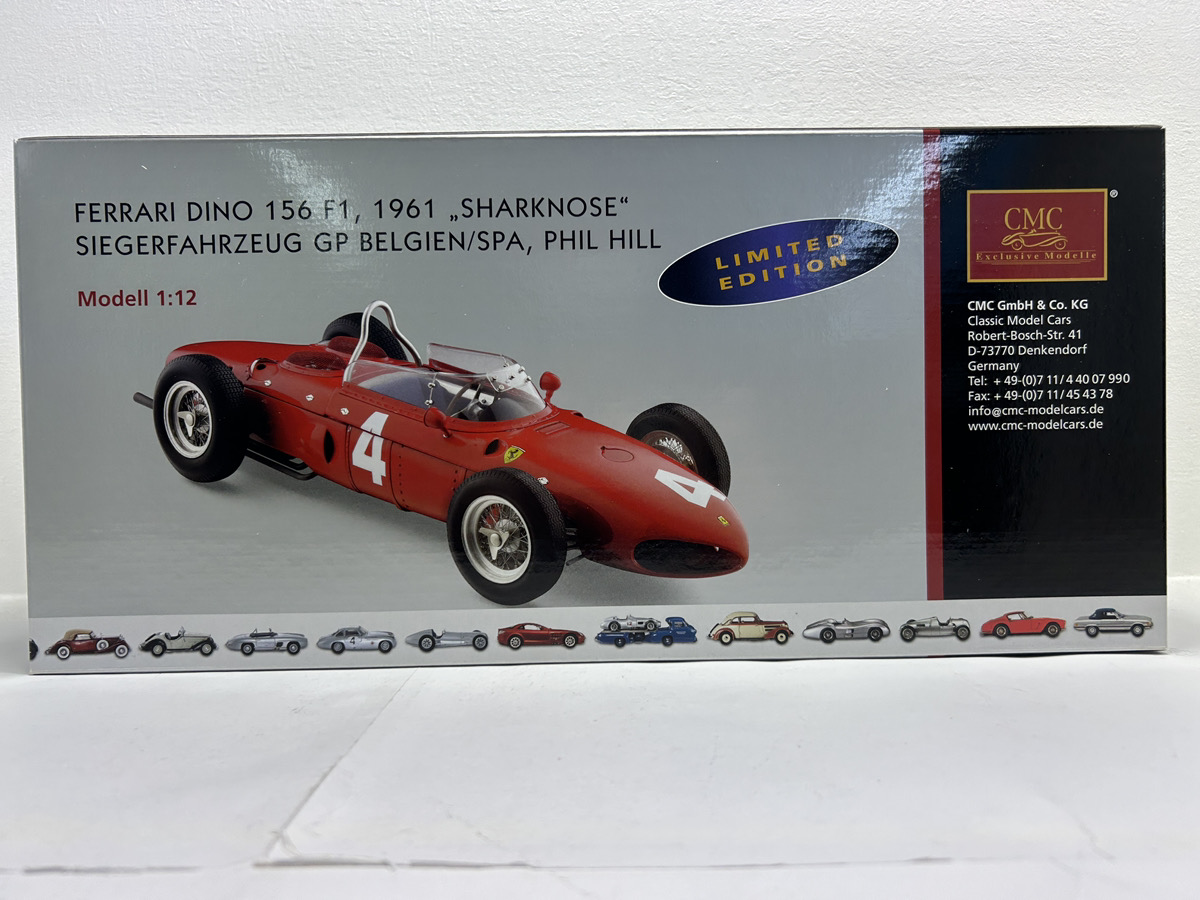 FERRARI DINO 156 F1, 1961 „SHARKNOSE“
SIEGERFAHRZEUG GP BELGIEN/SPA, PHIL HILL
Modell 1:12
LIMITED
EDITION
4
4
CMC
Exclusive Modelle
®
CMC GmbH & Co. KG
Classic Model Cars
Robert-Bosch-Str. 41
D-73770 Denkendorf
Germany
Tel: + 49-(0)7 11/4 40 07 990
Fax: + 49-(0)7 11/45 43 78
info@cmc-modelcars.de
www.cmc-modelcars.de